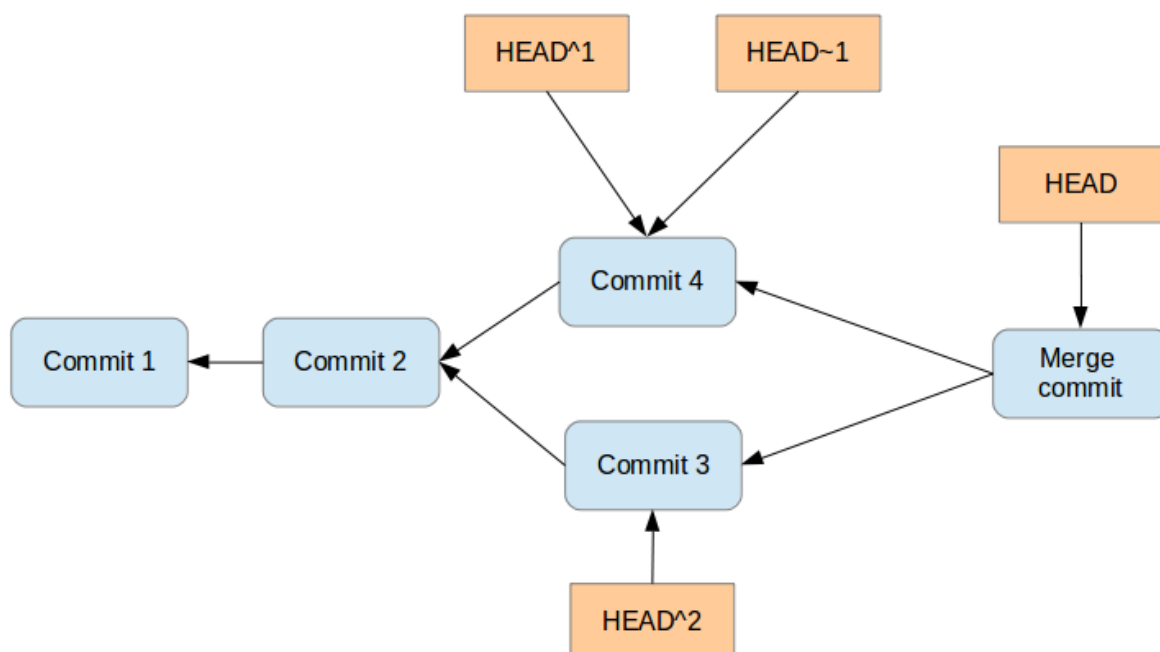 HEAD^1
HEAD~1
HEAD
Commit 4
Commit 1
Commit 2
Merge
commit
Commit 3
HEAD^2